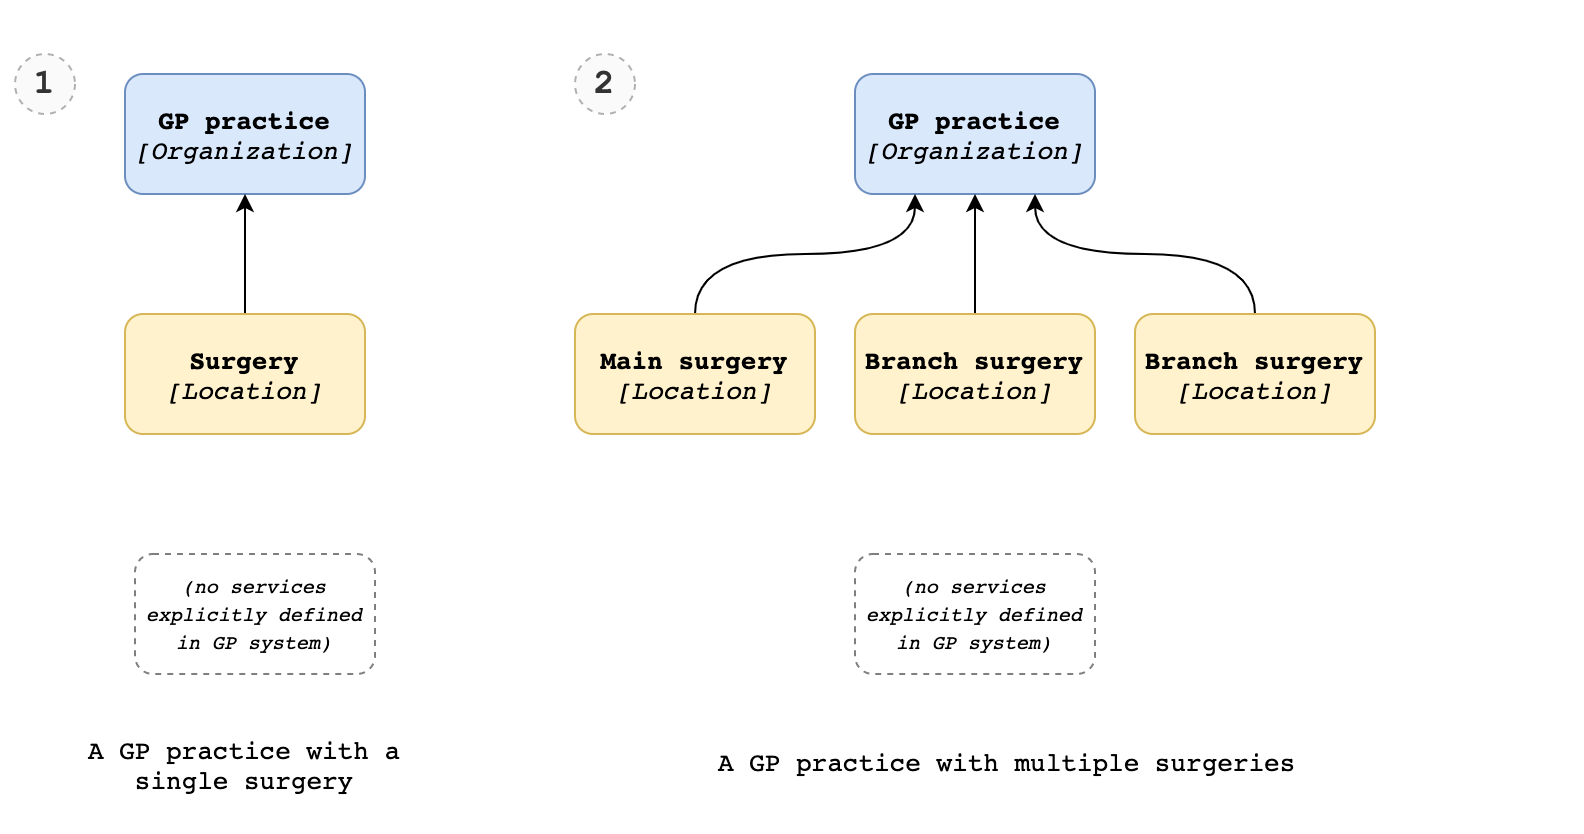 1
GP practice
[Organization]
Surgery
[Location]
(no services
explicitly defined
in GP system)
A GP practice with a
single surgery
2
GP practice
[Organization]
Main surgery
[Location]
Branch surgery
[Location]
Branch surgery
[Location]
(no services
explicitly defined
in GP system)
A GP practice with multiple surgeries